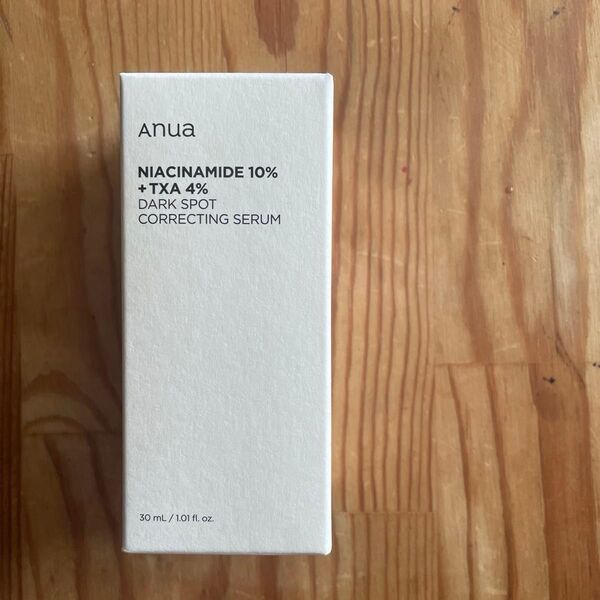 Anua
NIACINAMIDE 10%
+ TXA 4%
DARK SPOT
CORRECTING SERUM
30 mL / 1.01 fl. oz.